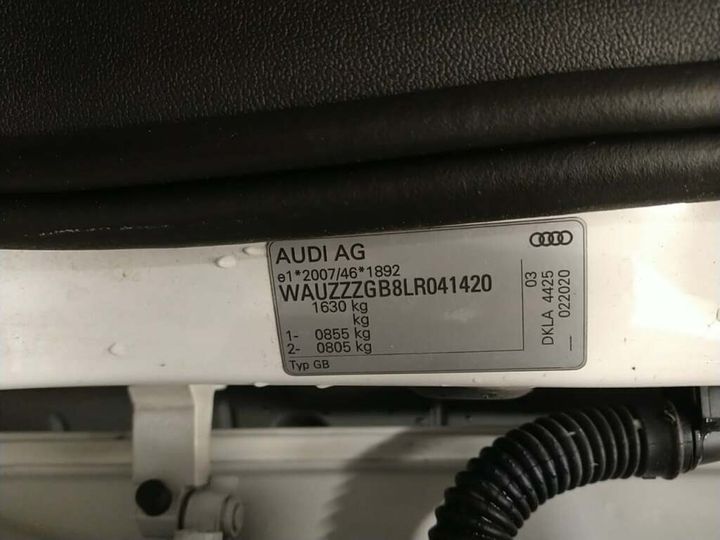 AUDI AG
e1*2007/46*1892
WAUZZZGB8LR041420
1630 kg
kg
1- 0855 kg
2- 0805 kg
Typ GB
03
DKLA 4425
022020